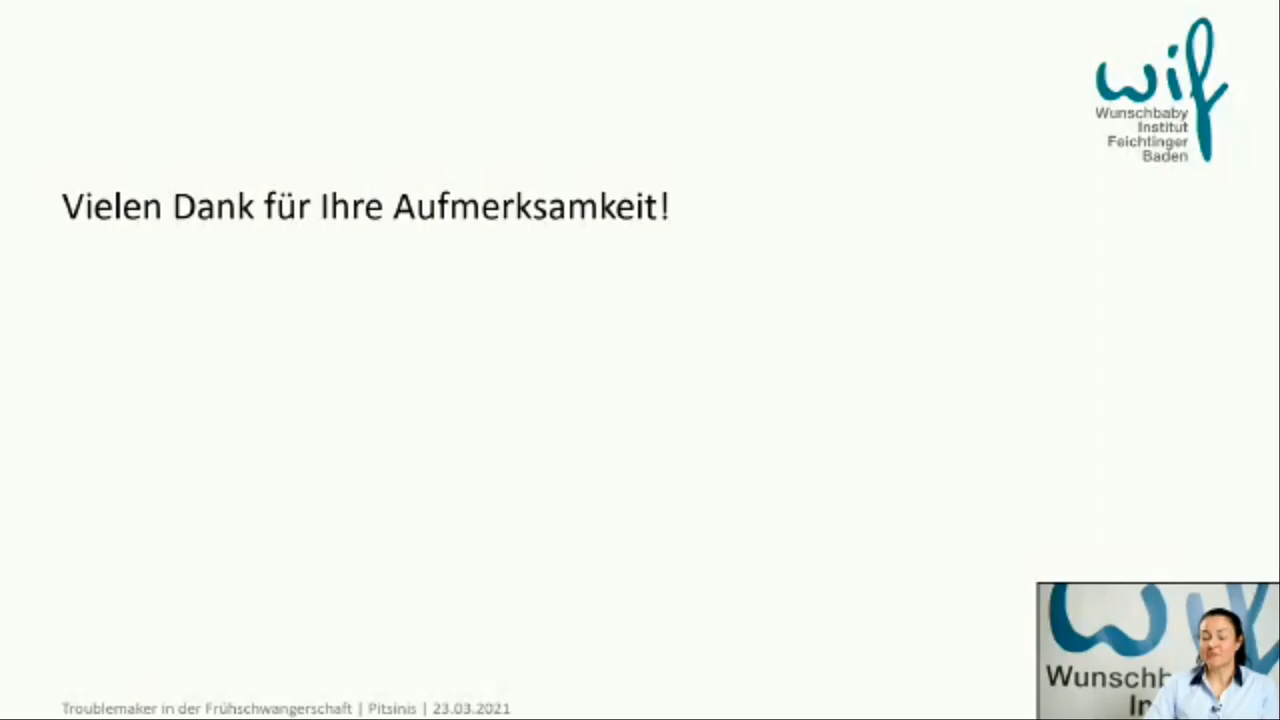 wif
Wunschbaby
Institut
Feichtinger
Baden
Vielen Dank für Ihre Aufmerksamkeit!
Wunschb
In
Troublemaker in der Frühschwangerschaft | Pitsinis | 23.03.2021